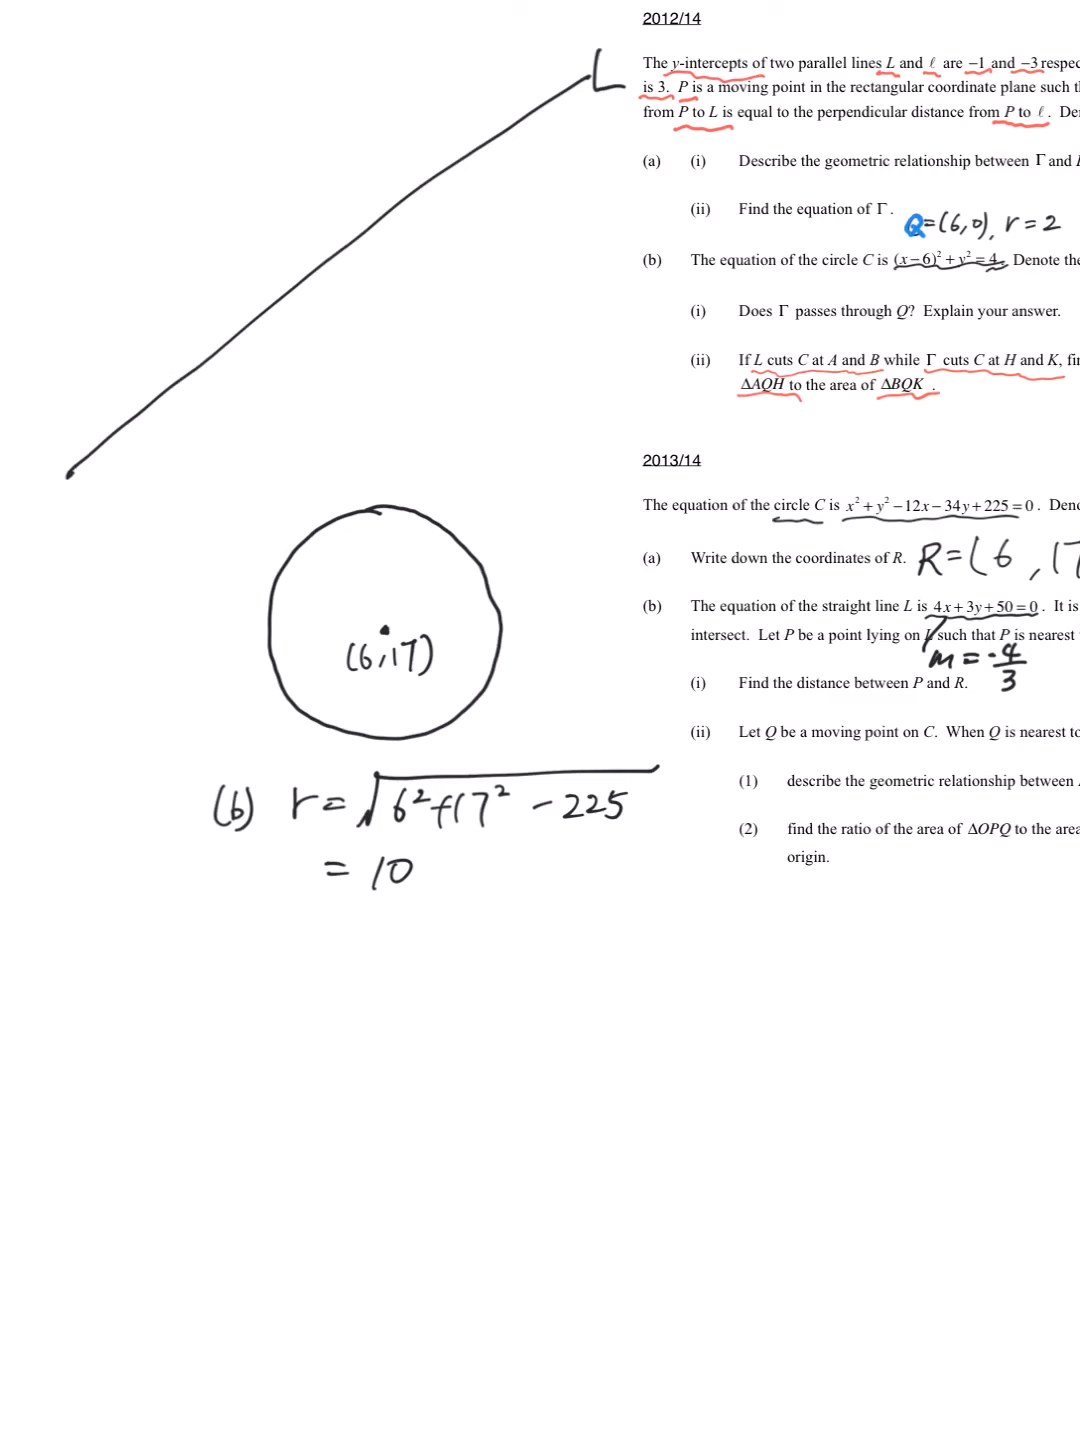 2012/14
L
The y-intercepts of two parallel lines L and ℓ are −1 and −3
is 3. P is a moving point in the rectangular coordinate plane such
from P to L is equal to the perpendicular distance from P to ℓ.
(a) (i) Describe the geometric relationship between Γ and
(ii) Find the equation of Γ.
Q=(6,0), r=2
(b) The equation of the circle C is (x−6)²+y²=4. Denote the
(i) Does Γ passes through Q? Explain your answer.
(ii) If L cuts C at A and B while Γ cuts C at H and K,
ΔAQH to the area of ΔBQK .
2013/14
The equation of the circle C is x²+y²−12x−34y+225=0.
(a) Write down the coordinates of R. R=(6,17
(b) The equation of the straight line L is 4x+3y+50=0. It is
intersect. Let P be a point lying on L such that P is nearest
m=-4/3
(6,17)
(i) Find the distance between P and R.
(ii) Let Q be a moving point on C. When Q is nearest to
(1) describe the geometric relationship between
(2) find the ratio of the area of ΔOPQ to the area
origin.
(b) r=√6²+17²-225
=10